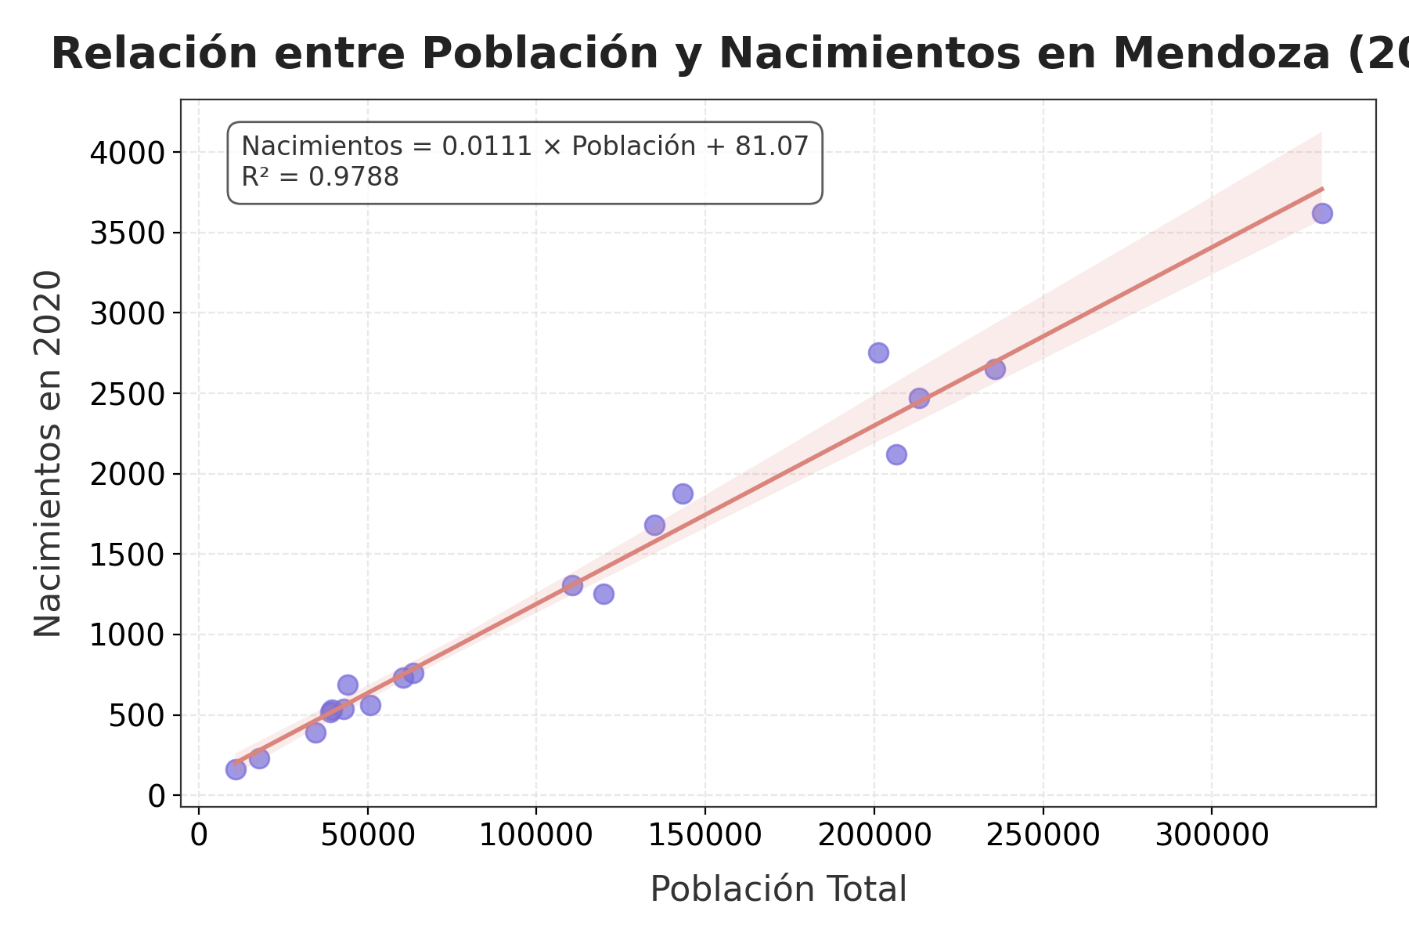 Relación entre Población y Nacimientos en Mendoza (20
Nacimientos = 0.0111 × Población + 81.07
R² = 0.9788
4000
3500
3000
2500
2000
1500
1000
500
0
Nacimientos en 2020
0 50000 100000 150000 200000 250000 300000
Población Total